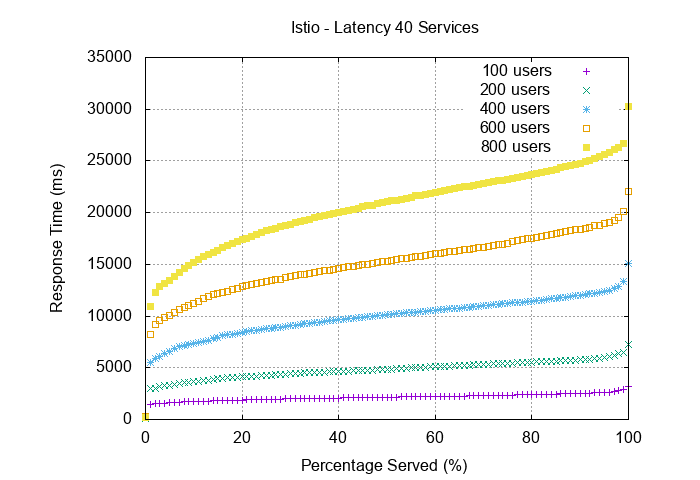 Istio - Latency 40 Services
35000
30000
25000
20000
15000
10000
5000
0
Response Time (ms)
100 users
200 users
400 users
600 users
800 users
0 20 40 60 80 100
Percentage Served (%)